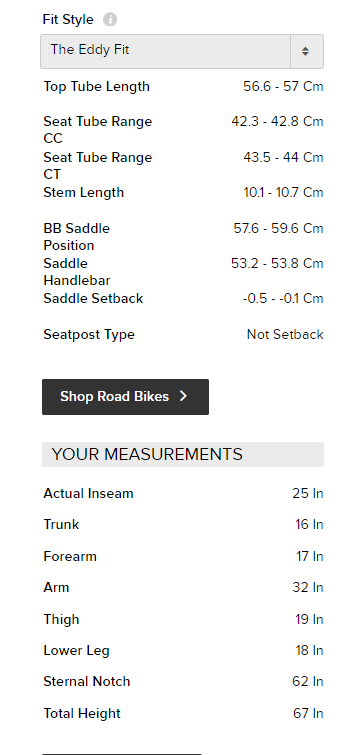 Fit Style i
The Eddy Fit
Top Tube Length 56.6 - 57 Cm
Seat Tube Range 42.3 - 42.8 Cm
CC
Seat Tube Range 43.5 - 44 Cm
CT
Stem Length 10.1 - 10.7 Cm
BB Saddle 57.6 - 59.6 Cm
Position
Saddle 53.2 - 53.8 Cm
Handlebar
Saddle Setback -0.5 - -0.1 Cm
Seatpost Type Not Setback
Shop Road Bikes
YOUR MEASUREMENTS
Actual Inseam 25 In
Trunk 16 In
Forearm 17 In
Arm 32 In
Thigh 19 In
Lower Leg 18 In
Sternal Notch 62 In
Total Height 67 In